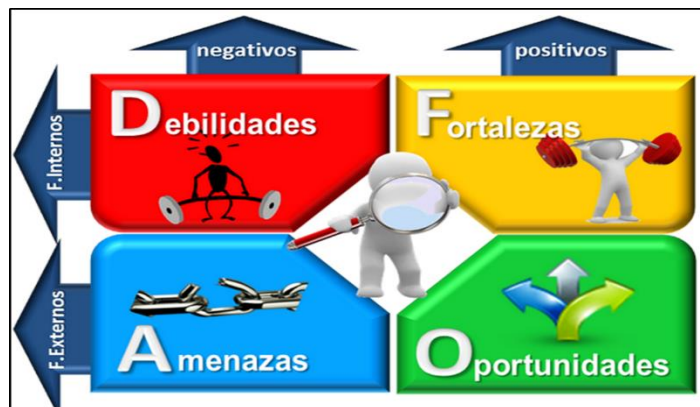 negativos
positivos
F.Internos
Debilidades
Fortalezas
F.Externos
Amenazas
Oportunidades